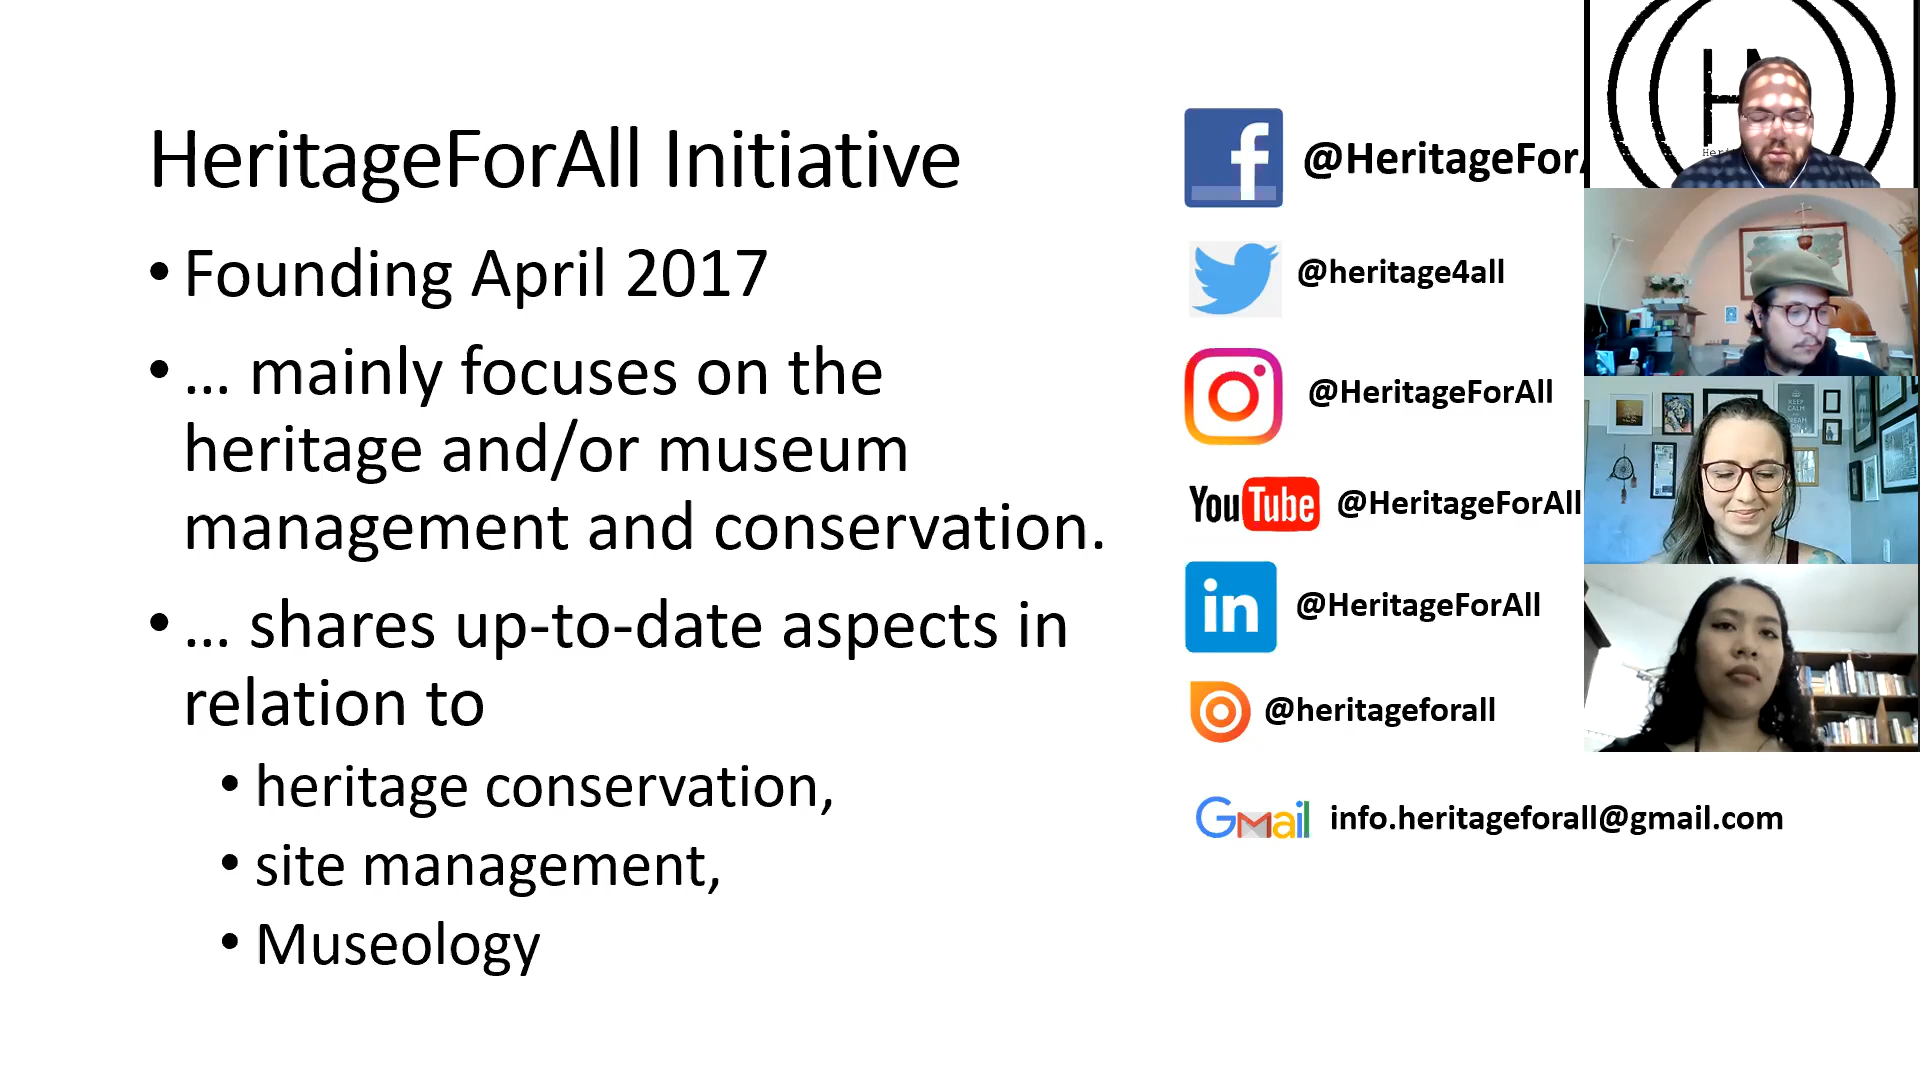 HeritageForAll Initiative
• Founding April 2017
• ... mainly focuses on the
heritage and/or museum
management and conservation.
• ... shares up-to-date aspects in
relation to
• heritage conservation,
• site management,
• Museology
f
@HeritageFor
@heritage4all
@HeritageForAll
YouTube @HeritageForAll
in @HeritageForAll
@heritageforall
Gmail info.heritageforall@gmail.com
KEEP
CALM